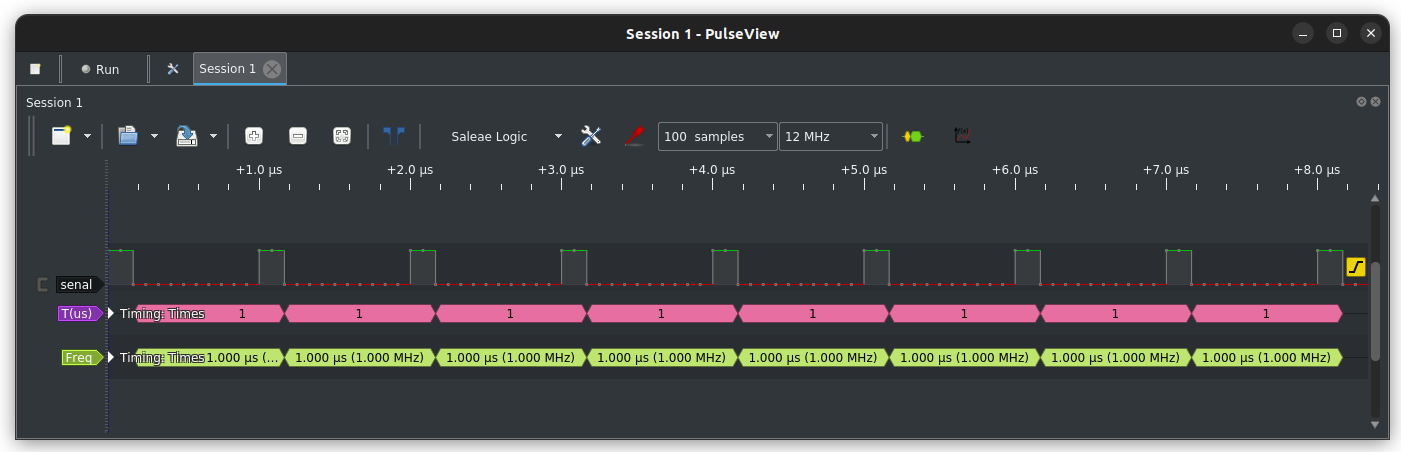 Session 1 - PulseView
Run
Session 1
Session 1
Saleae Logic 100 samples 12 MHz
+1.0 µs +2.0 µs +3.0 µs +4.0 µs +5.0 µs +6.0 µs +7.0 µs +8.0 µs
senal
T(us) Timing: Times 1 1 1 1 1 1 1 1
Freq Timing: Times 1.000 µs (... 1.000 µs (1.000 MHz) 1.000 µs (1.000 MHz) 1.000 µs (1.000 MHz) 1.000 µs (1.000 MHz) 1.000 µs (1.000 MHz) 1.000 µs (1.000 MHz) 1.000 µs (1.000 MHz)